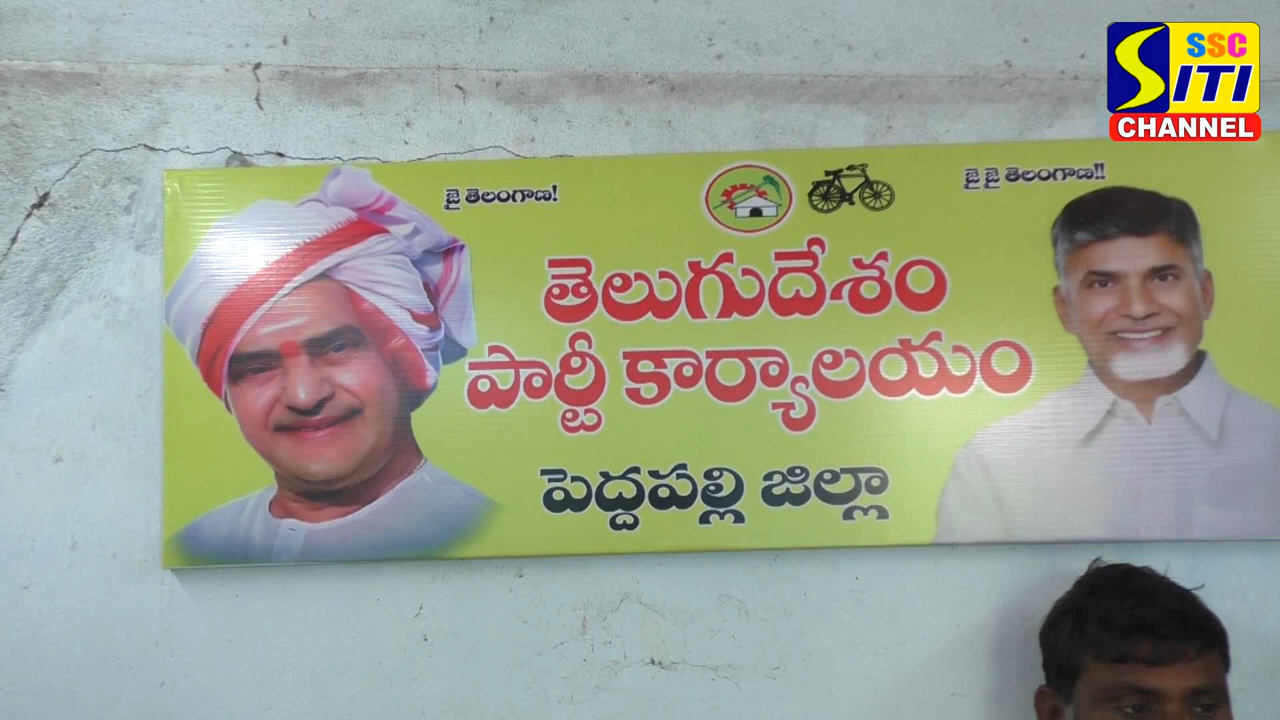 SSC
SITI
CHANNEL
జై తెలంగాణ!
జై జై తెలంగాణ!!
తెలుగుదేశం
పార్టీ కార్యాలయం
పెద్దపల్లి జిల్లా